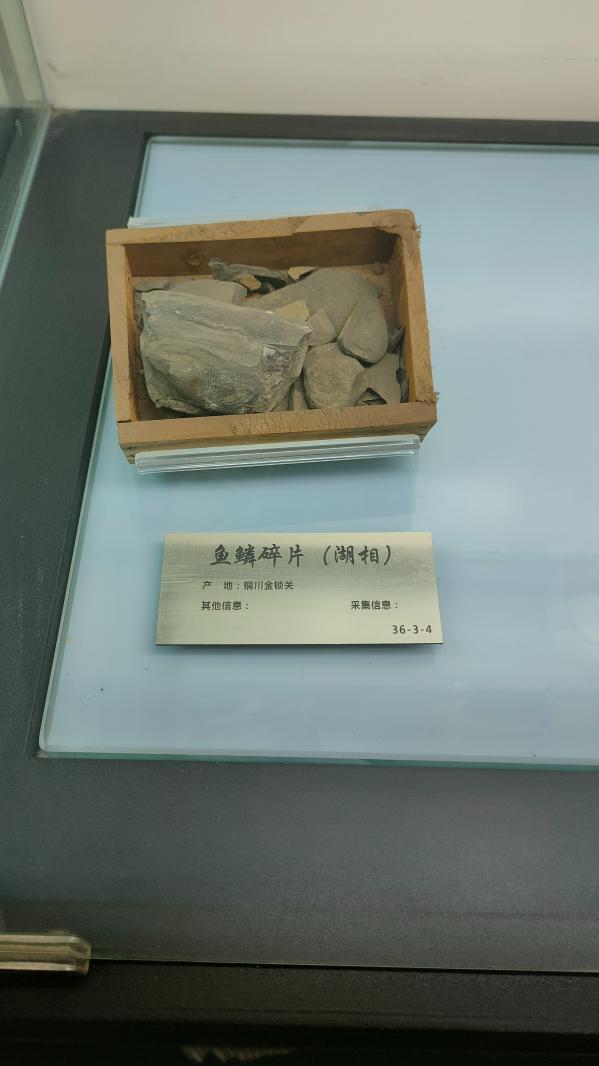 鱼鳞碎片（湖相）
产　地：铜川金锁关
其他信息：　采集信息：
36-3-4